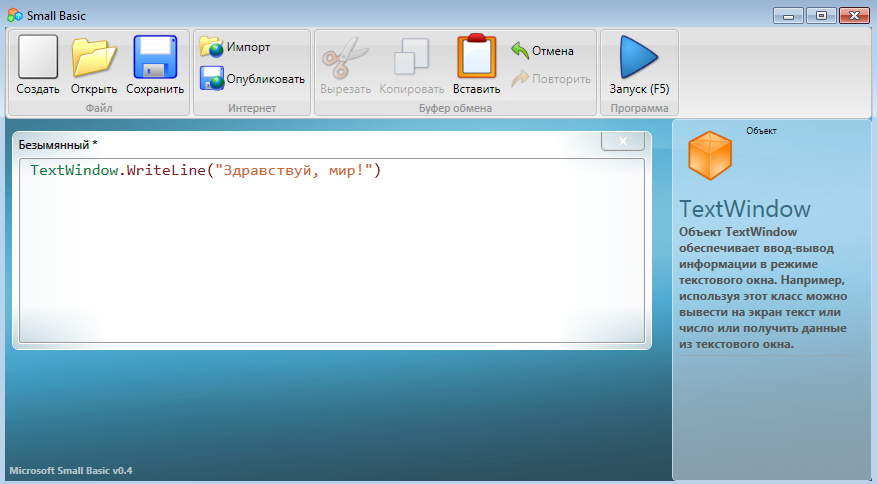 Small Basic
Создать
Открыть
Сохранить
Файл
Импорт
Опубликовать
Интернет
Вырезать
Копировать
Вставить
Отмена
Повторить
Буфер обмена
Запуск (F5)
Программа
Безымянный *
x
TextWindow.WriteLine("Здравствуй, мир!")
Объект
TextWindow
Объект TextWindow
обеспечивает ввод-вывод
информации в режиме
текстового окна. Например,
используя этот класс можно
вывести на экран текст или
число или получить данные
из текстового окна.
Microsoft Small Basic v0.4